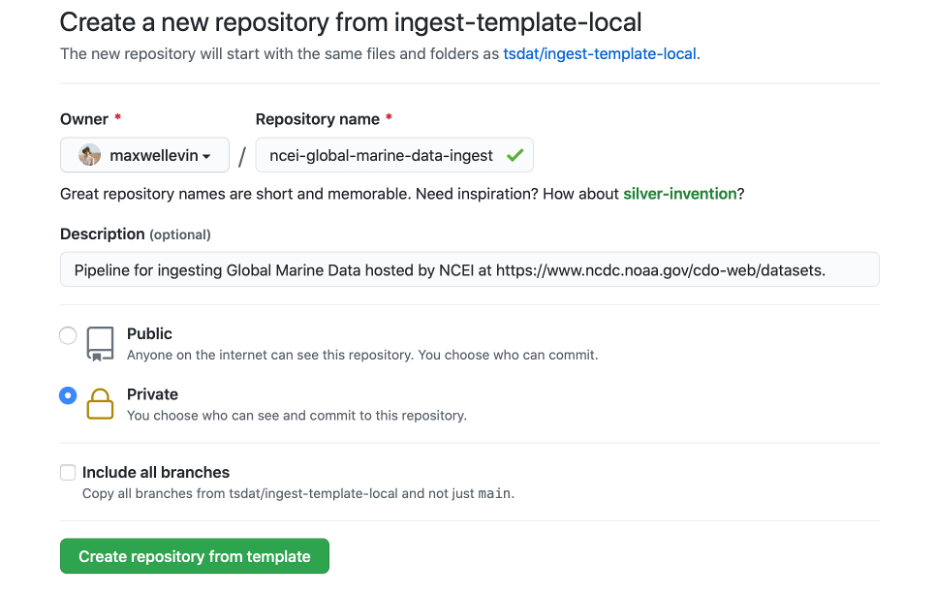 Create a new repository from ingest-template-local
The new repository will start with the same files and folders as tsdat/ingest-template-local.
Owner *
Repository name *
maxwellevin
/
ncei-global-marine-data-ingest
Great repository names are short and memorable. Need inspiration? How about silver-invention?
Description (optional)
Pipeline for ingesting Global Marine Data hosted by NCEI at https://www.ncdc.noaa.gov/cdo-web/datasets.
Public
Anyone on the internet can see this repository. You choose who can commit.
Private
You choose who can see and commit to this repository.
Include all branches
Copy all branches from tsdat/ingest-template-local and not just main.
Create repository from template